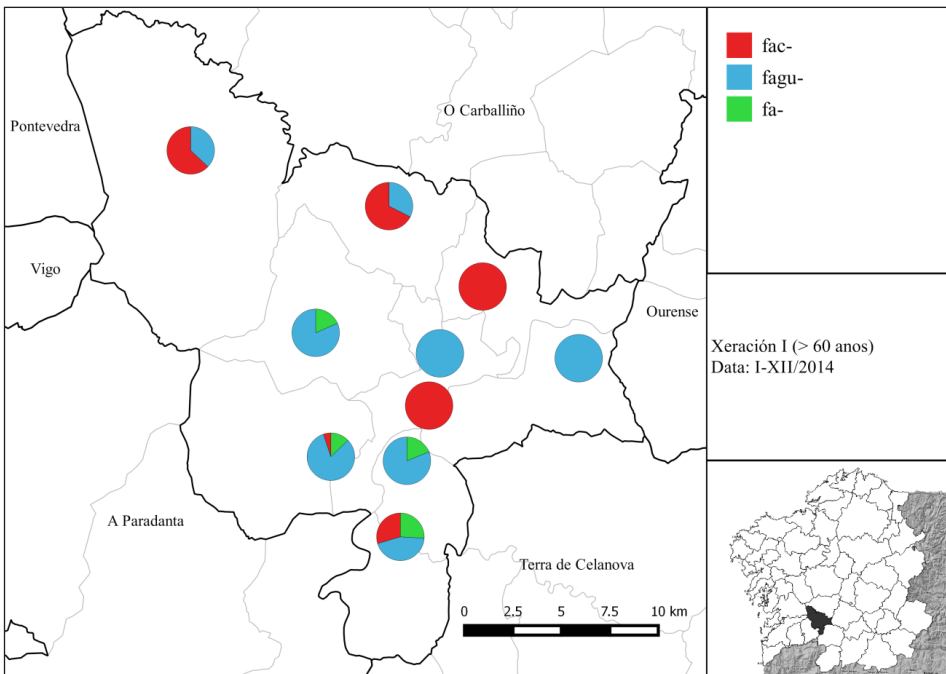 O Carballiño
Pontevedra
Vigo
Ourense
A Paradanta
Terra de Celanova
0 2,5 5 7,5 10 km
fac-
fagu-
fa-
Xeración I (> 60 anos)
Data: I-XII/2014